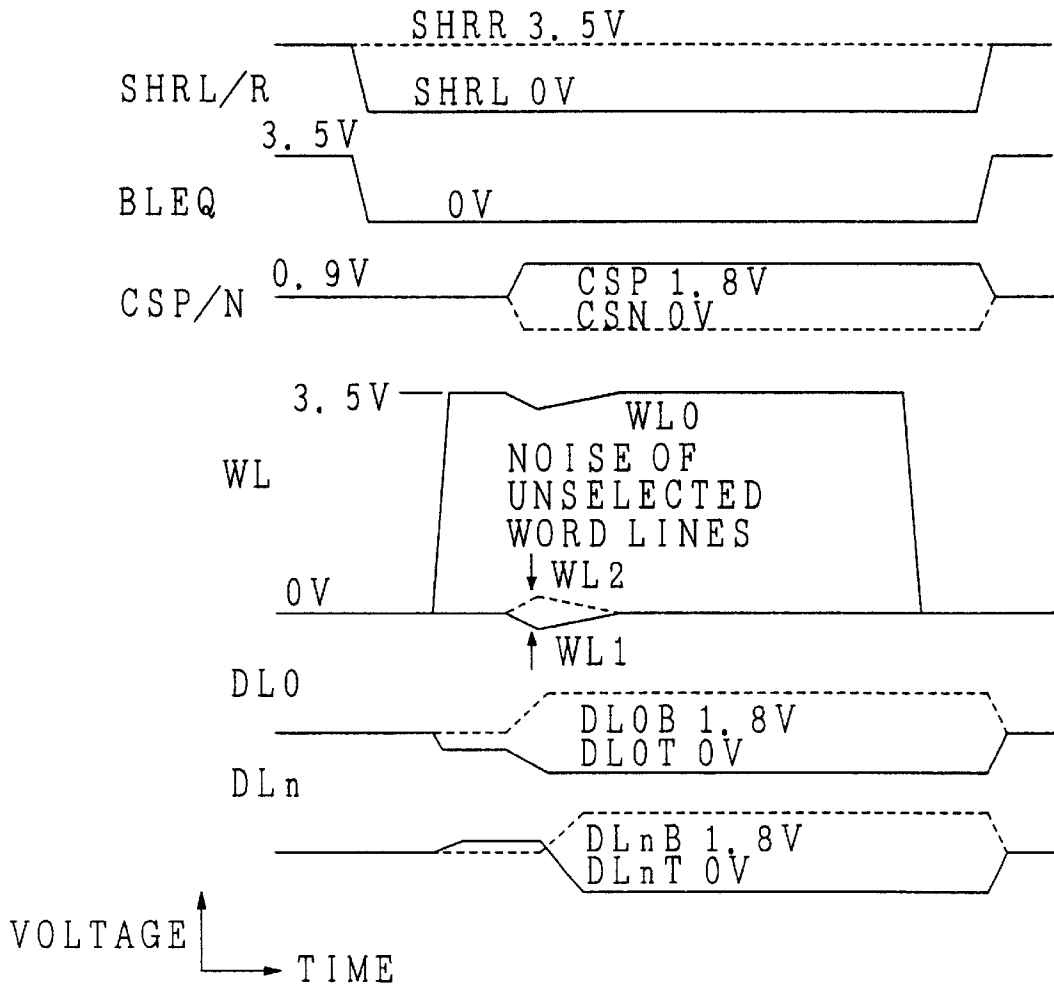 SHRR 3. 5V
SHRL/R
SHRL 0V
3. 5V
BLEQ
0V
0. 9V
CSP/N
CSP 1. 8V
CSN 0V
3. 5V
WL0
WL
NOISE OF
UNSELECTED
WORD LINES
0V
WL2
WL1
DL0
DL0B 1. 8V
DL0T 0V
DLn
DLnB 1. 8V
DLnT 0V
VOLTAGE
TIME